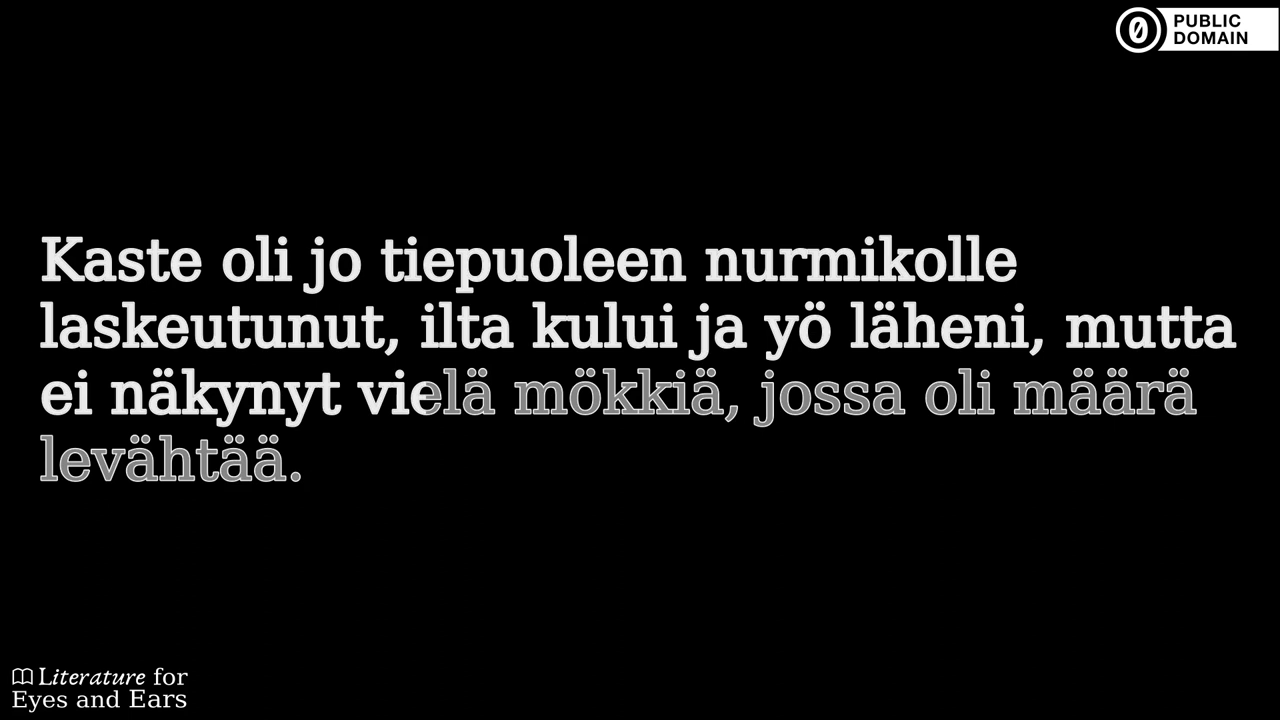 PUBLIC
DOMAIN
Kaste oli jo tiepuoleen nurmikolle
laskeutunut, ilta kului ja yö läheni, mutta
ei näkynyt vielä mökkiä, jossa oli määrä
levähtää.
Literature for
Eyes and Ears